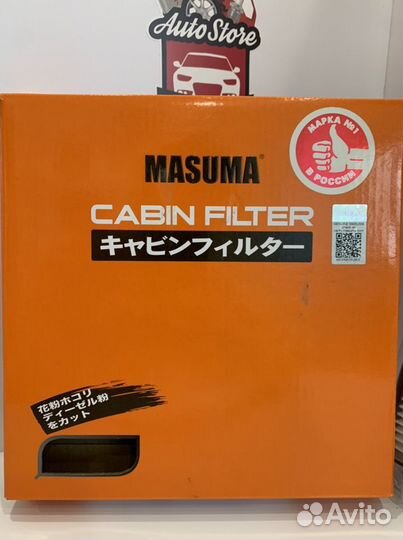 Auto Store
МАРКА №1
В РОССИИ
MASUMA®
CABIN FILTER
キャビンフィルター
花粉ホコリ
ディーゼル粉
をカット
Avito